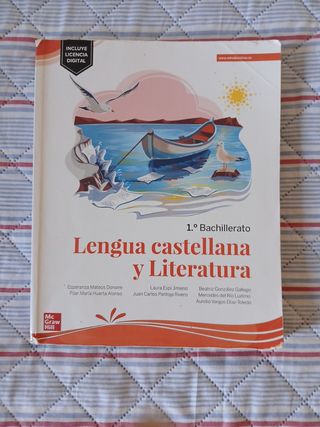 INCLUYE
LICENCIA
DIGITAL
1.º Bachillerato
Lengua castellana
y Literatura
Esperanza Mateos Donaire
Pilar María Huerta Alonso
Laura Espí Jimeno
Juan Carlos Pantoja Rivero
Beatriz González Gallego
Mercedes del Río Luelmo
Aurelio Vargas Díaz-Toledo
Mc
Graw
Hill